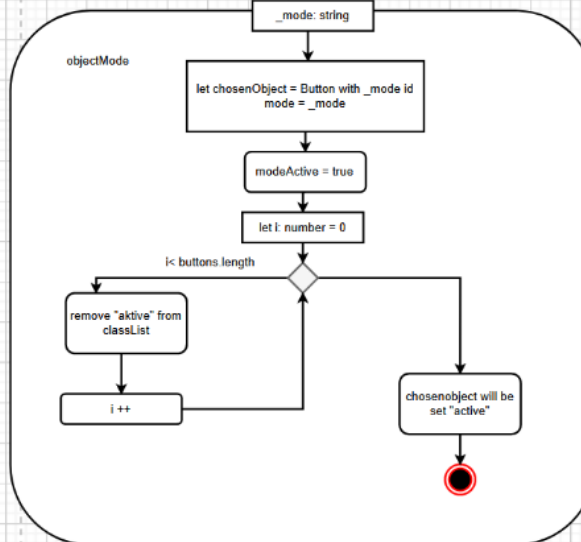 _mode: string
objectMode
let chosenObject = Button with _mode id
mode = _mode
modeActive = true
let i: number = 0
i< buttons.length
remove "aktive" from
classList
i ++
chosenobject will be
set "active"